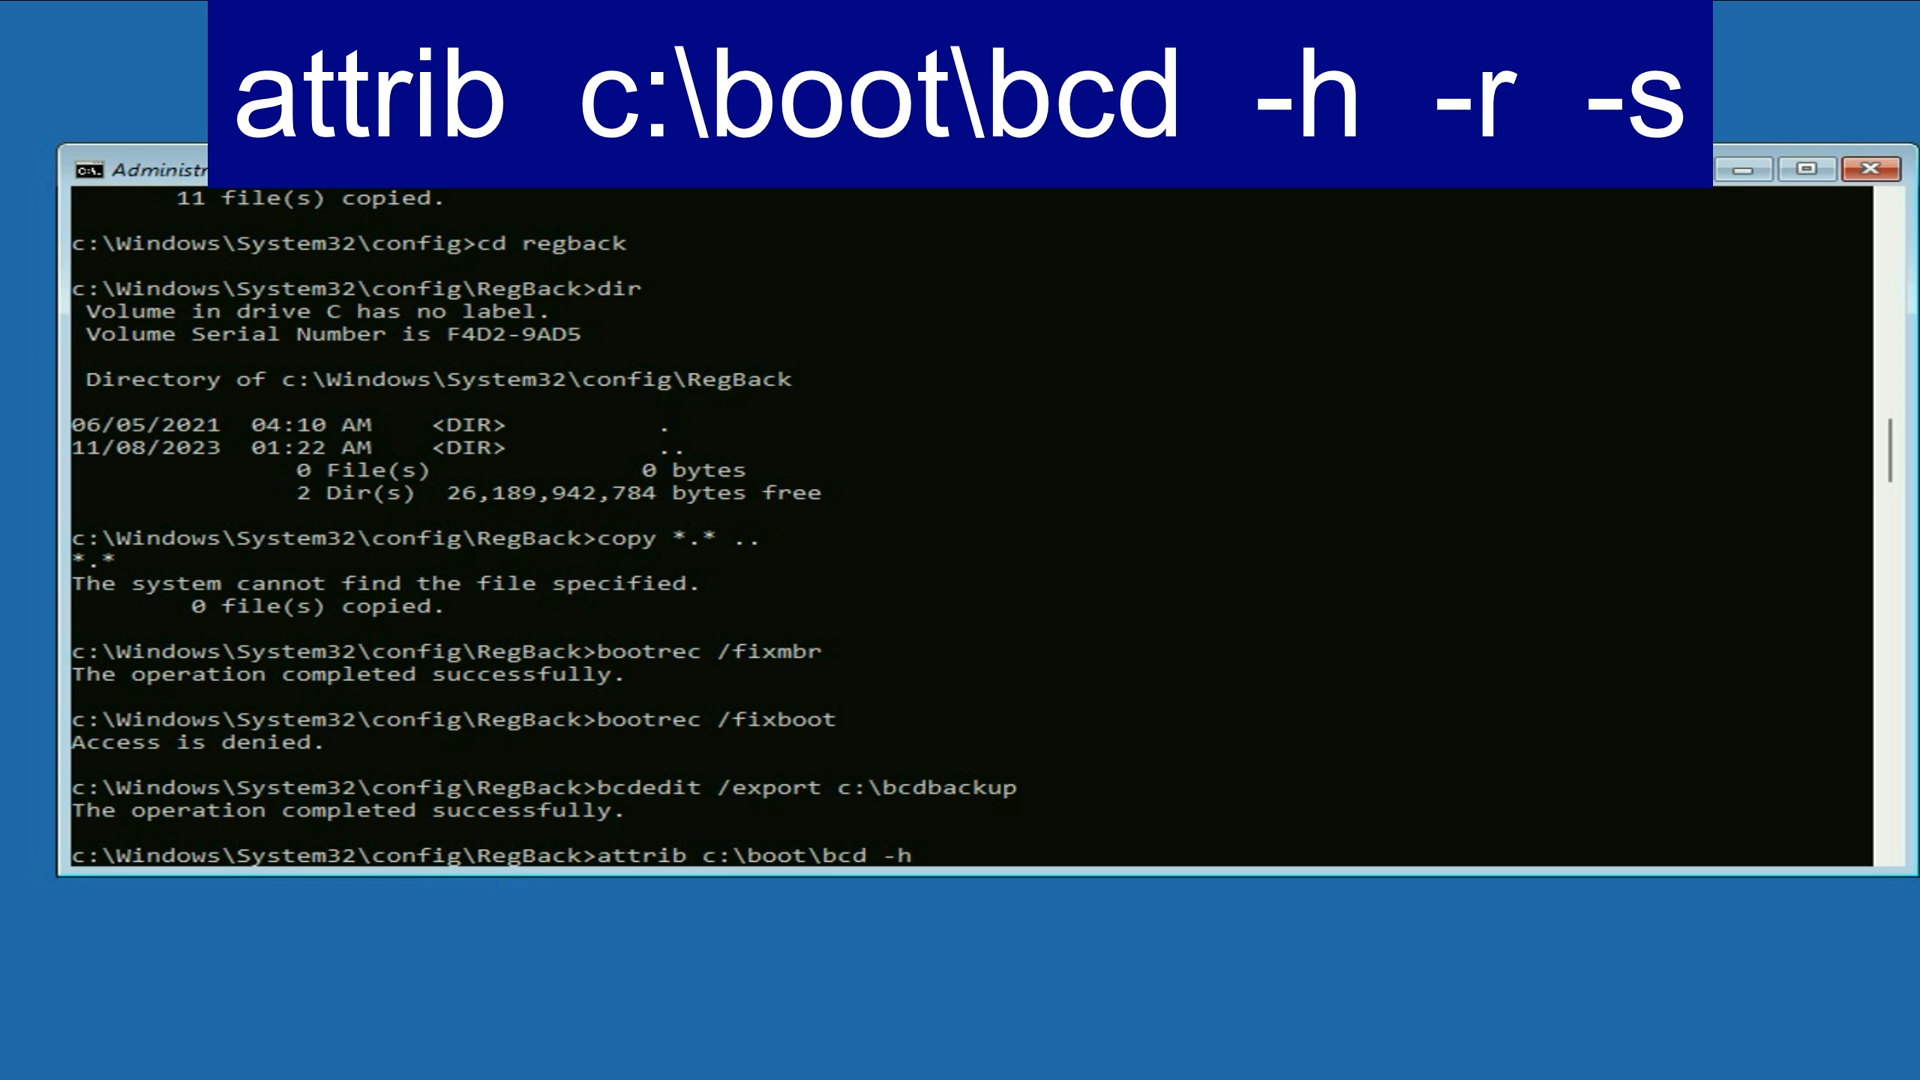 attrib c:\boot\bcd -h -r -s
Administr
11 file(s) copied.
c:\Windows\System32\config>cd regback
c:\Windows\System32\config\RegBack>dir
Volume in drive C has no label.
Volume Serial Number is F4D2-9AD5
Directory of c:\Windows\System32\config\RegBack
06/05/2021 04:10 AM <DIR> .
11/08/2023 01:22 AM <DIR> ..
0 File(s) 0 bytes
2 Dir(s) 26,189,942,784 bytes free
c:\Windows\System32\config\RegBack>copy *.* ..
*.*
The system cannot find the file specified.
0 file(s) copied.
c:\Windows\System32\config\RegBack>bootrec /fixmbr
The operation completed successfully.
c:\Windows\System32\config\RegBack>bootrec /fixboot
Access is denied.
c:\Windows\System32\config\RegBack>bcdedit /export c:\bcdbackup
The operation completed successfully.
c:\Windows\System32\config\RegBack>attrib c:\boot\bcd -h